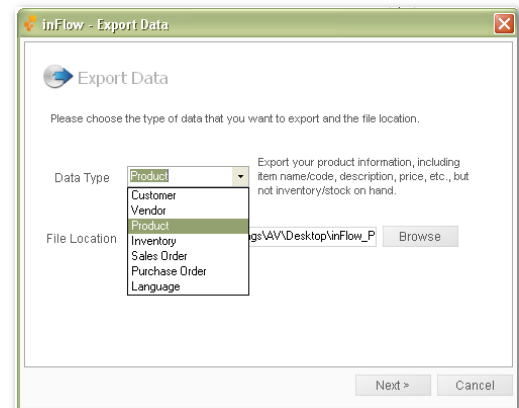 inFlow - Export Data
Export Data
Please choose the type of data that you want to export and the file location.
Data Type
Product
Export your product information, including
item name/code, description, price, etc., but
not inventory/stock on hand.
Customer
Vendor
Product
Inventory
Sales Order
Purchase Order
Language
File Location
gs\AV\Desktop\inFlow_P
Browse
Next >
Cancel